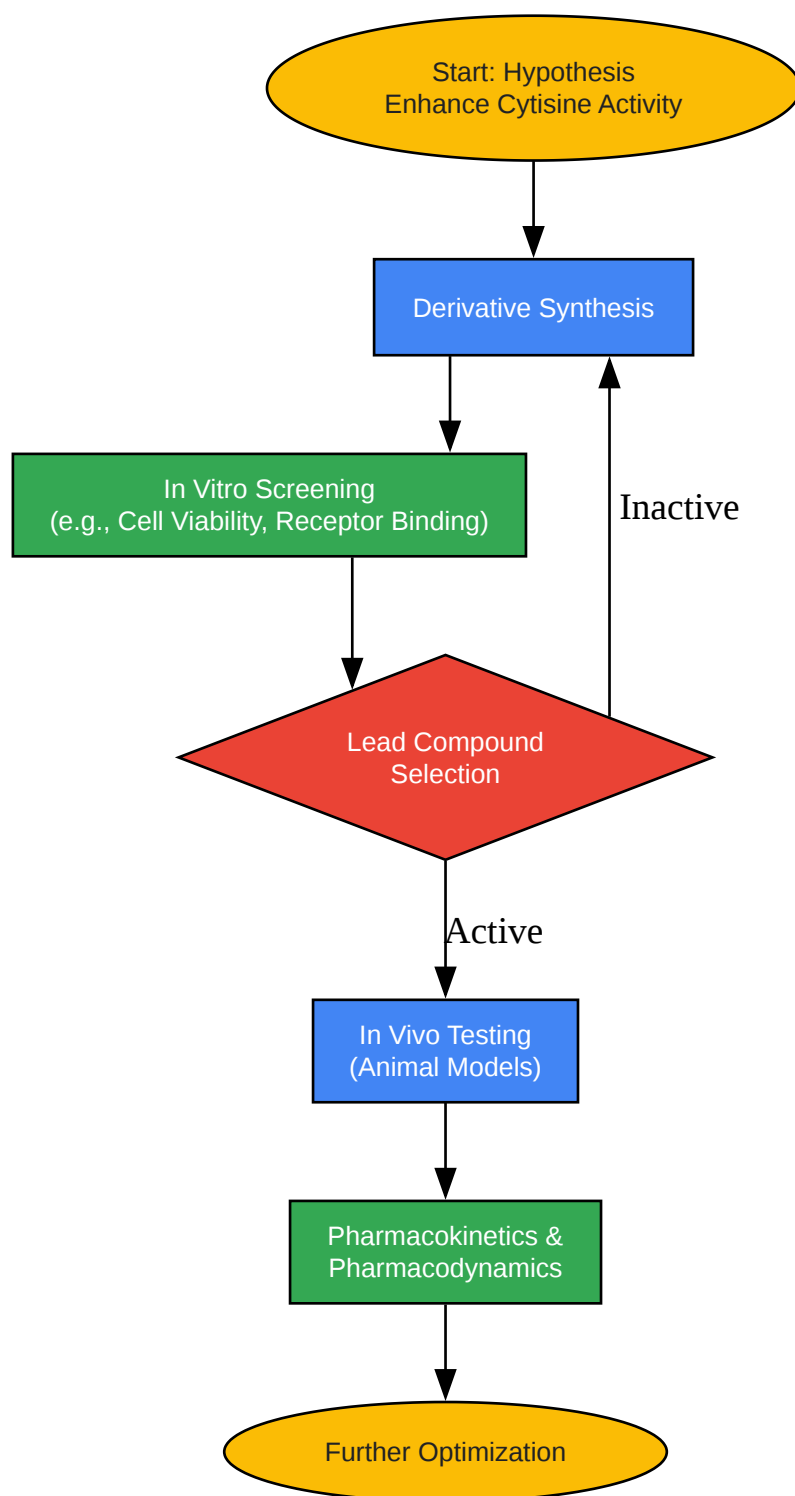 Start: Hypothesis
Enhance Cytisine Activity
Derivative Synthesis
In Vitro Screening
(e.g., Cell Viability, Receptor Binding)
Inactive
Lead Compound
Selection
Active
In Vivo Testing
(Animal Models)
Pharmacokinetics &
Pharmacodynamics
Further Optimization